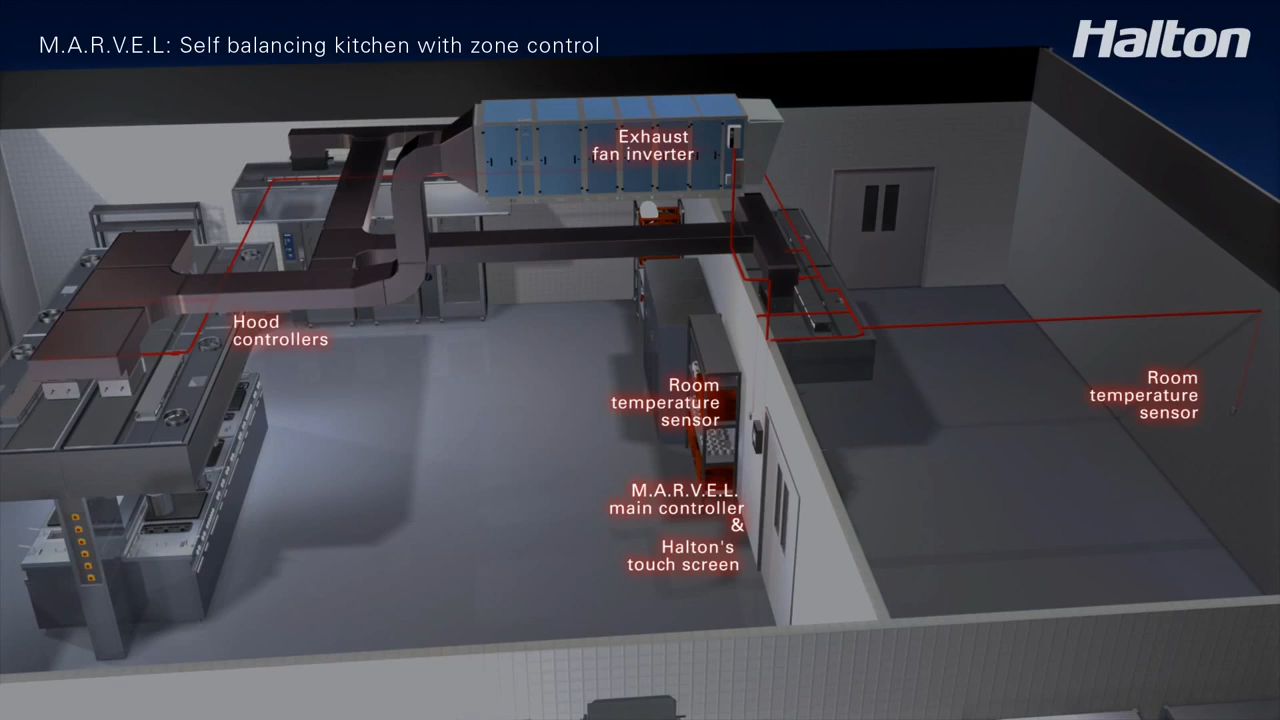 M.A.R.V.E.L: Self balancing kitchen with zone control
Halton
Exhaust
fan inverter
Hood
controllers
Room
temperature
sensor
Room
temperature
sensor
M.A.R.V.E.L.
main controller
&
Halton's
touch screen